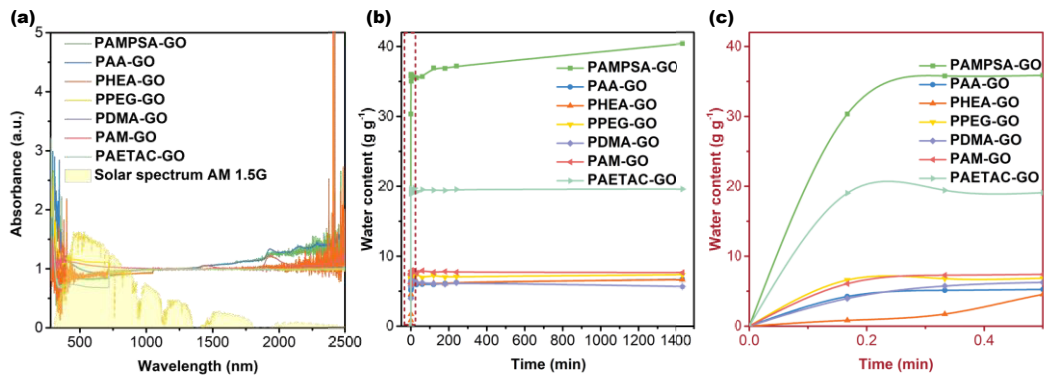 (a)
5
4
3
2
1
0
Absorbance (a.u.)
PAMPSA-GO
PAA-GO
PHEA-GO
PPEG-GO
PDMA-GO
PAM-GO
PAETAC-GO
Solar spectrum AM 1.5G
500 1000 1500 2000 2500
Wavelength (nm)
(b)
40
30
20
10
0
Water content (g g⁻¹)
PAMPSA-GO
PAA-GO
PHEA-GO
PPEG-GO
PDMA-GO
PAM-GO
PAETAC-GO
0 200 400 600 800 1000 1200 1400
Time (min)
(c)
40
30
20
10
0
Water content (g g⁻¹)
PAMPSA-GO
PAA-GO
PHEA-GO
PPEG-GO
PDMA-GO
PAM-GO
PAETAC-GO
0.0 0.2 0.4
Time (min)